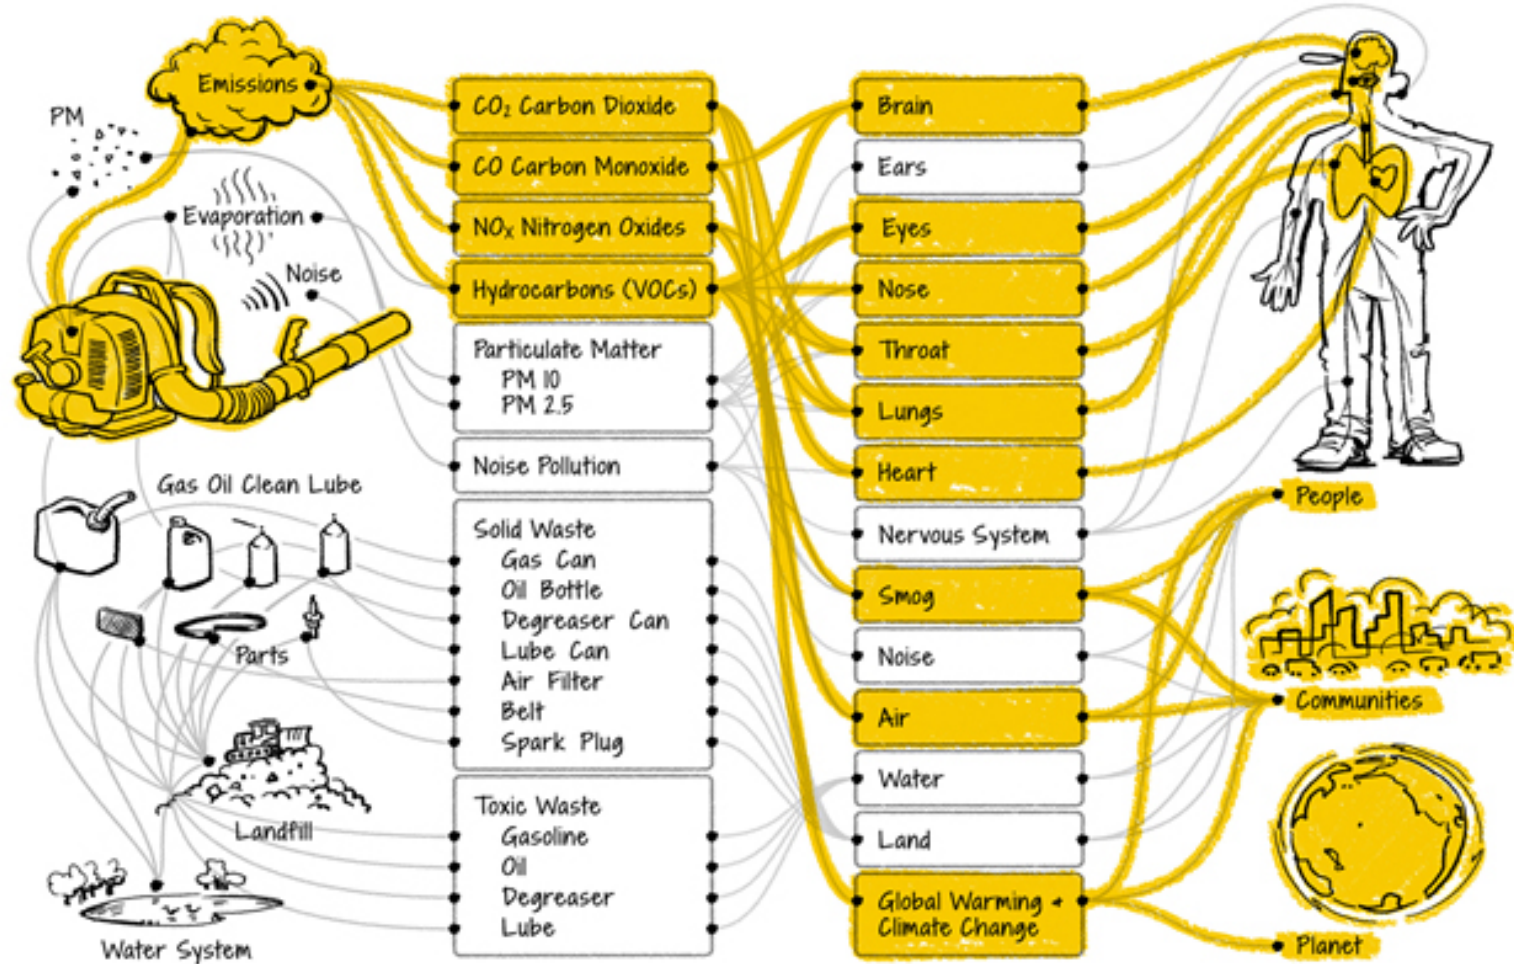 Emissions
PM
Evaporation
Noise
Gas Oil Clean Lube
Parts
Landfill
Water System
CO₂ Carbon Dioxide
CO Carbon Monoxide
NOₓ Nitrogen Oxides
Hydrocarbons (VOCs)
Particulate Matter
PM 10
PM 2.5
Noise Pollution
Solid Waste
Gas Can
Oil Bottle
Degreaser Can
Lube Can
Air Filter
Belt
Spark Plug
Toxic Waste
Gasoline
Oil
Degreaser
Lube
Brain
Ears
Eyes
Nose
Throat
Lungs
Heart
Nervous System
Smog
Noise
Air
Water
Land
Global Warming +
Climate Change
People
Communities
Planet